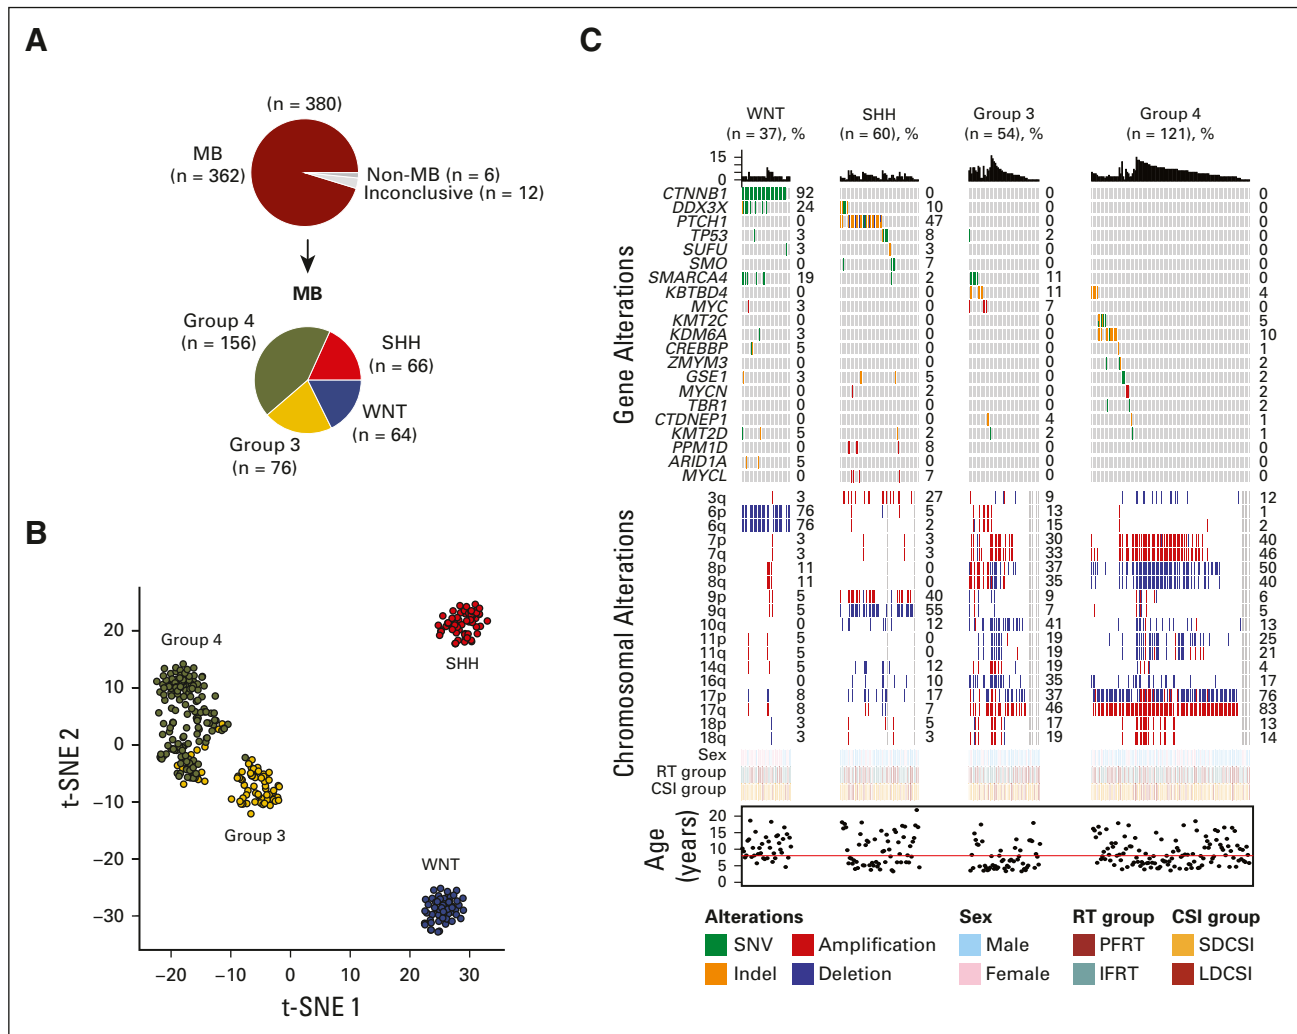 A
(n = 380)
MB
(n = 362)
Non-MB (n = 6)
Inconclusive (n = 12)
MB
Group 4
(n = 156)
SHH
(n = 66)
WNT
(n = 64)
Group 3
(n = 76)
B
t-SNE 2
20
10
0
−10
−20
−30
Group 4
Group 3
SHH
WNT
−20
−10
0
10
20
30
t-SNE 1
C
WNT
(n = 37), %
SHH
(n = 60), %
Group 3
(n = 54), %
Group 4
(n = 121), %
15
5
0
Gene Alterations
CTNNB1 92 0 0 0
DDX3X 24 10 0 0
PTCH1 0 47 0 0
TP53 3 8 2 0
SUFU 3 3 0 0
SMO 0 7 0 0
SMARCA4 19 2 11 0
KBTBD4 0 0 11 4
MYC 3 0 7 0
KMT2C 0 0 0 5
KDM6A 3 0 0 10
CREBBP 5 0 0 1
ZMYM3 0 0 0 2
GSE1 3 5 0 2
MYCN 0 2 0 2
TBR1 0 0 0 2
CTDNEP1 0 0 4 1
KMT2D 5 2 2 1
PPM1D 0 8 0 0
ARID1A 5 0 0 0
MYCL 0 7 0 0
Chromosomal Alterations
3q 3 27 9 12
6p 76 5 13 1
6q 76 2 15 2
7p 3 3 30 40
7q 3 3 33 46
8p 11 0 37 50
8q 11 0 35 40
9p 5 40 9 6
9q 5 55 7 5
10q 0 12 41 13
11p 5 0 19 25
11q 5 0 19 21
14q 5 12 19 4
16q 0 10 35 17
17p 8 17 37 76
17q 8 7 46 83
18p 3 5 17 13
18q 3 3 19 14
Sex
RT group
CSI group
Age
(years)
20
15
10
5
0
Alterations
SNV
Amplification
Indel
Deletion
Sex
Male
Female
RT group
PFRT
IFRT
CSI group
SDCSI
LDCSI